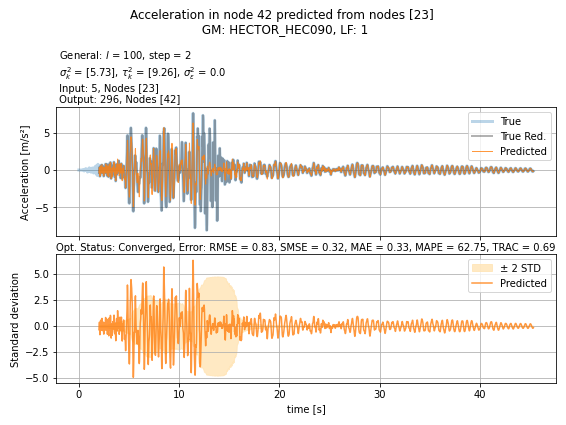 Acceleration in node 42 predicted from nodes [23]
GM: HECTOR_HEC090, LF: 1
General: l = 100, step = 2
σ²ₖ = [5.73], τ²ₖ = [9.26], σ²ε = 0.0
Input: 5, Nodes [23]
Output: 296, Nodes [42]
Acceleration [m/s²]
5
0
−5
True
True Red.
Predicted
Opt. Status: Converged, Error: RMSE = 0.83, SMSE = 0.32, MAE = 0.33, MAPE = 62.75, TRAC = 0.69
Standard deviation
5.0
2.5
0.0
−2.5
−5.0
± 2 STD
Predicted
0 10 20 30 40
time [s]